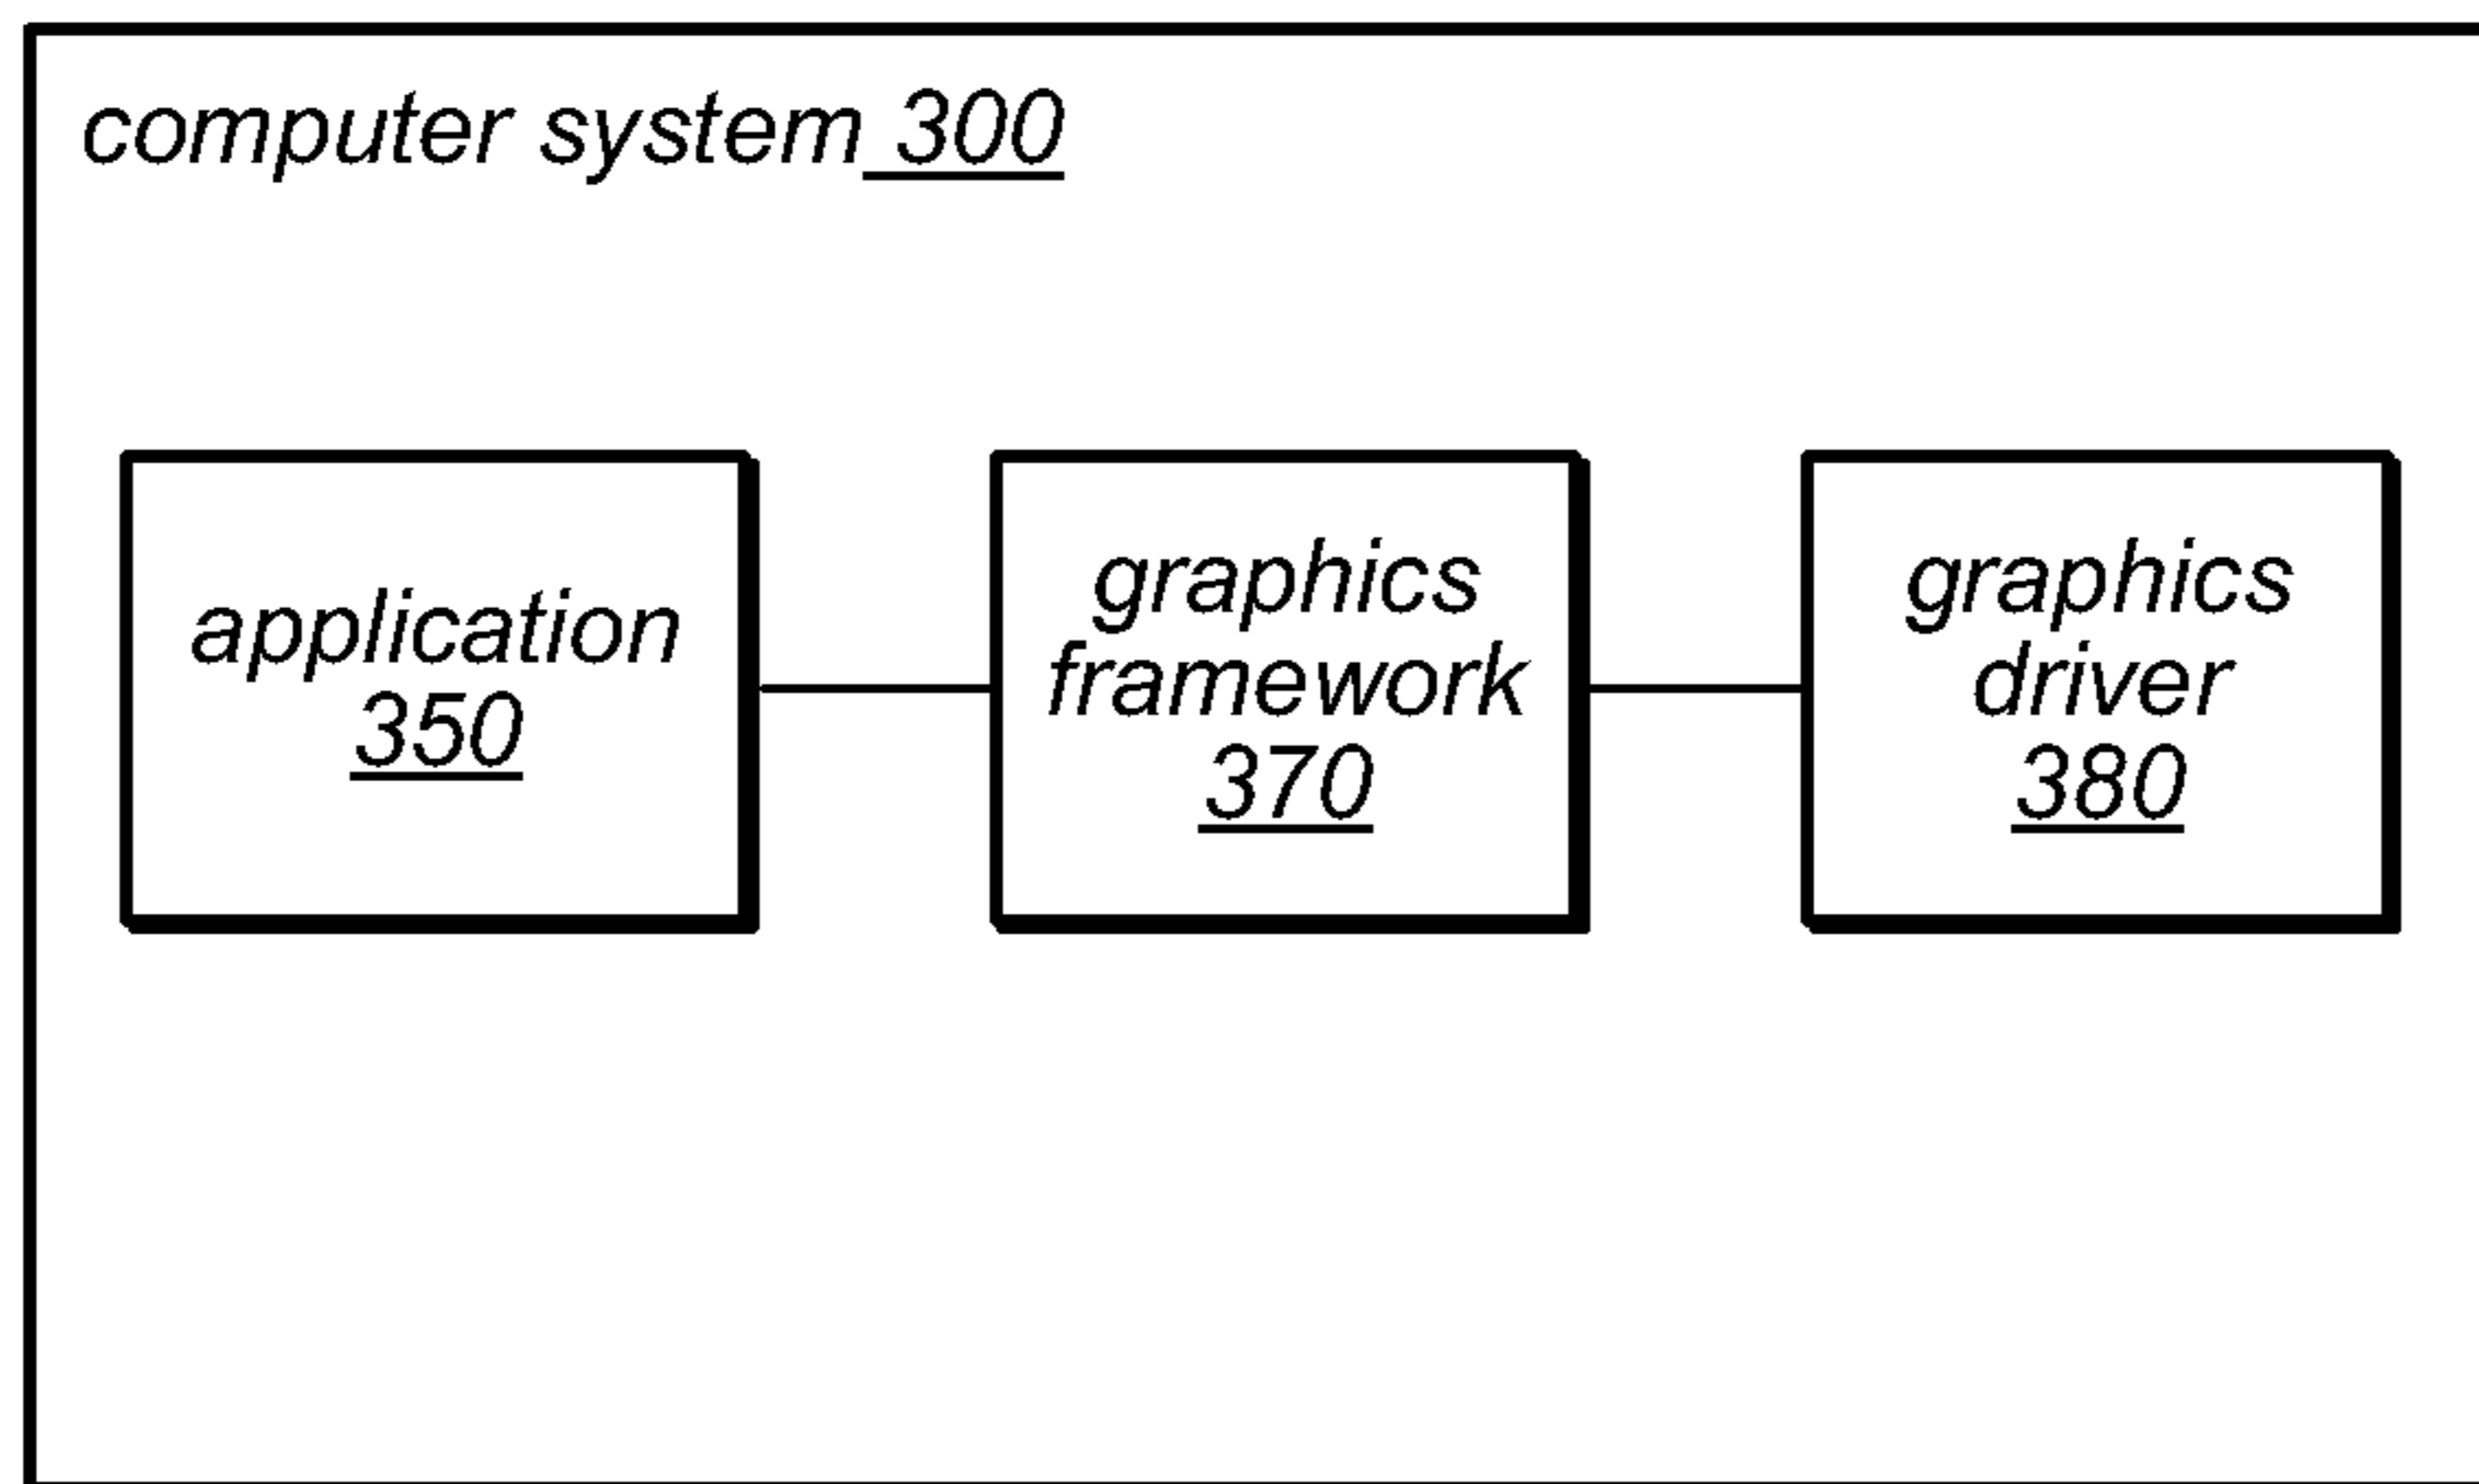 computer system 300
application
350
graphics
framework
370
graphics
driver
380